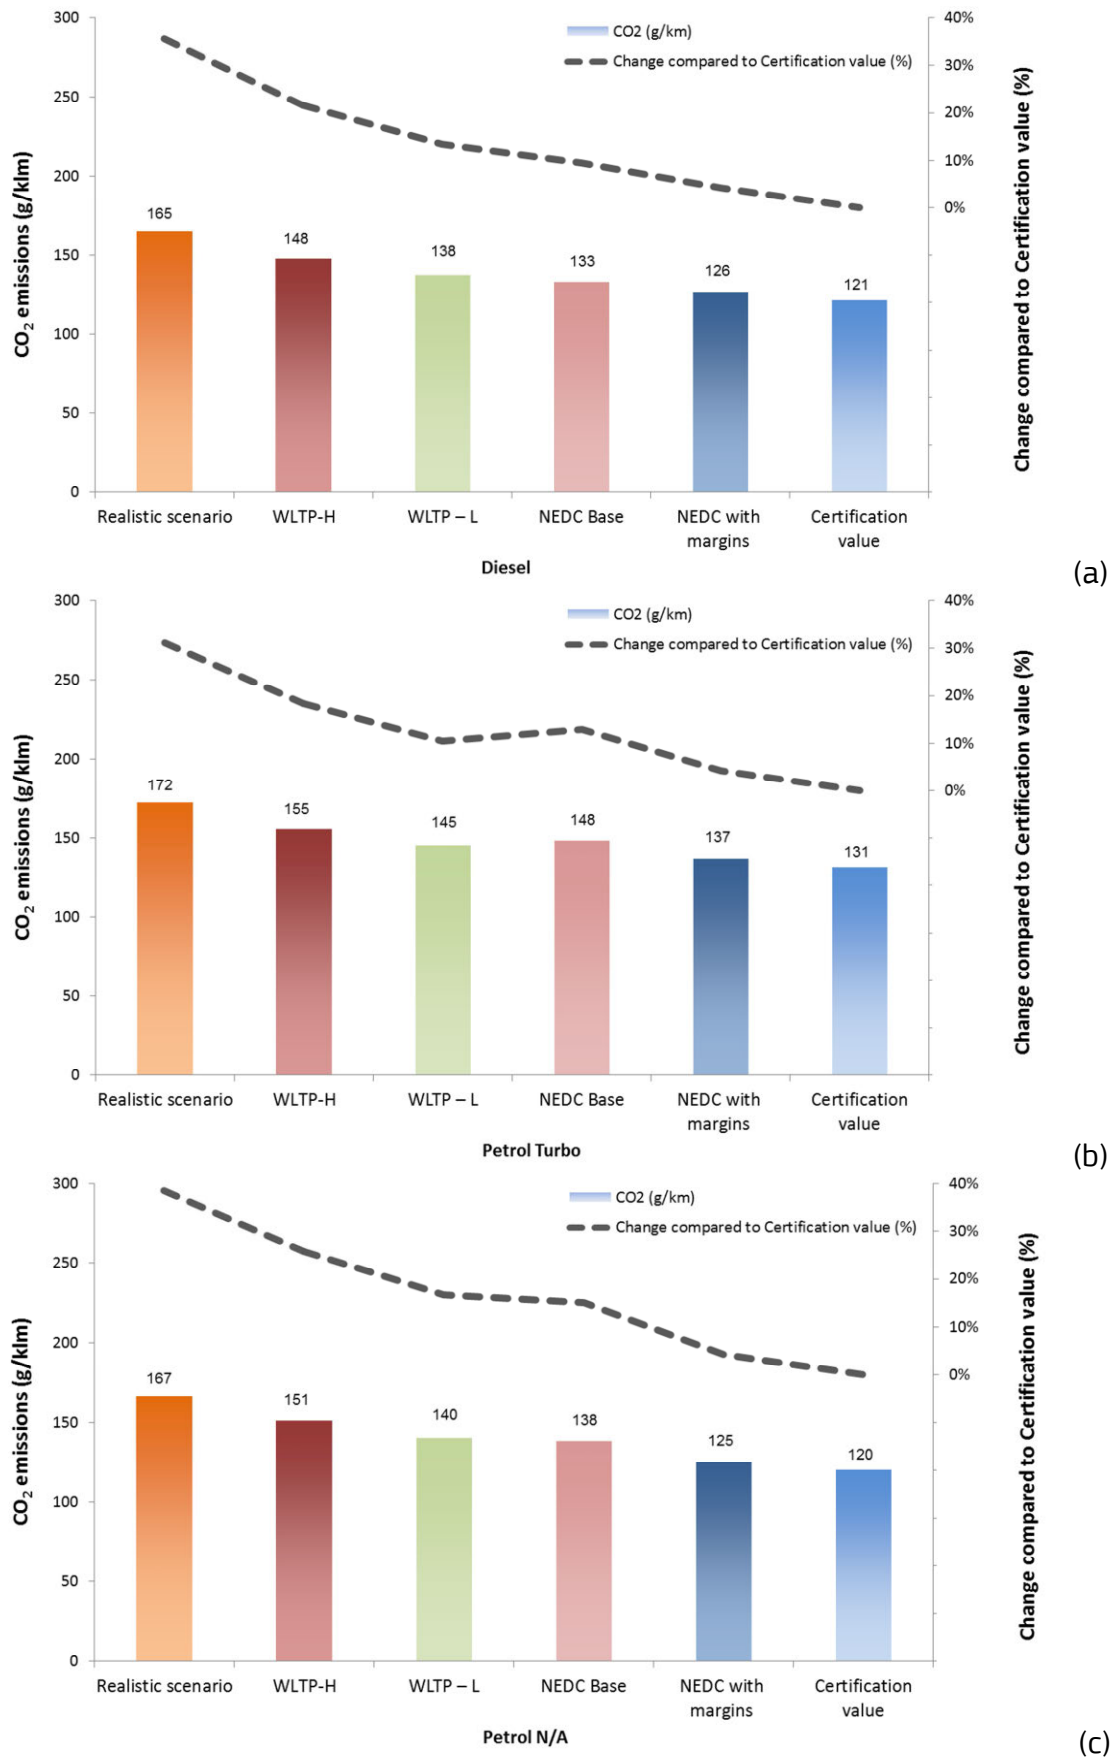 300
250
200
150
100
50
0
CO2 emissions (g/klm)
CO2 (g/km)
Change compared to Certification value (%)
40%
30%
20%
10%
0%
Change compared to Certification value (%)
165
148
138
133
126
121
Realistic scenario
WLTP-H
WLTP – L
NEDC Base
NEDC with
margins
Certification
value
Diesel
(a)
300
250
200
150
100
50
0
CO2 emissions (g/klm)
CO2 (g/km)
Change compared to Certification value (%)
40%
30%
20%
10%
0%
Change compared to Certification value (%)
172
155
145
148
137
131
Realistic scenario
WLTP-H
WLTP – L
NEDC Base
NEDC with
margins
Certification
value
Petrol Turbo
(b)
300
250
200
150
100
50
0
CO2 emissions (g/klm)
CO2 (g/km)
Change compared to Certification value (%)
40%
30%
20%
10%
0%
Change compared to Certification value (%)
167
151
140
138
125
120
Realistic scenario
WLTP-H
WLTP – L
NEDC Base
NEDC with
margins
Certification
value
Petrol N/A
(c)